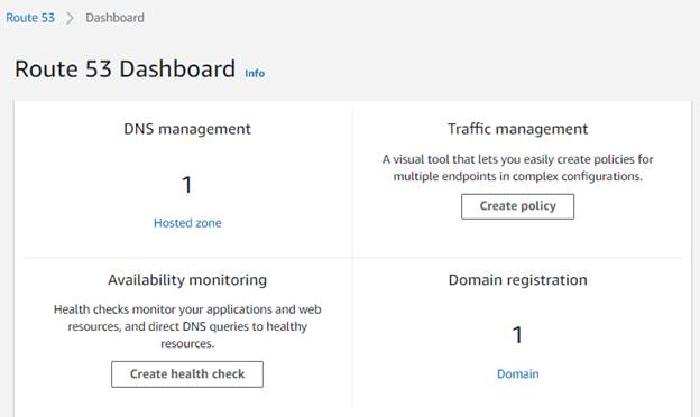 Route 53 > Dashboard
Route 53 Dashboard Info
DNS management
1
Hosted zone
Traffic management
A visual tool that lets you easily create policies for
multiple endpoints in complex configurations.
Create policy
Availability monitoring
Health checks monitor your applications and web
resources, and direct DNS queries to healthy
resources.
Create health check
Domain registration
1
Domain